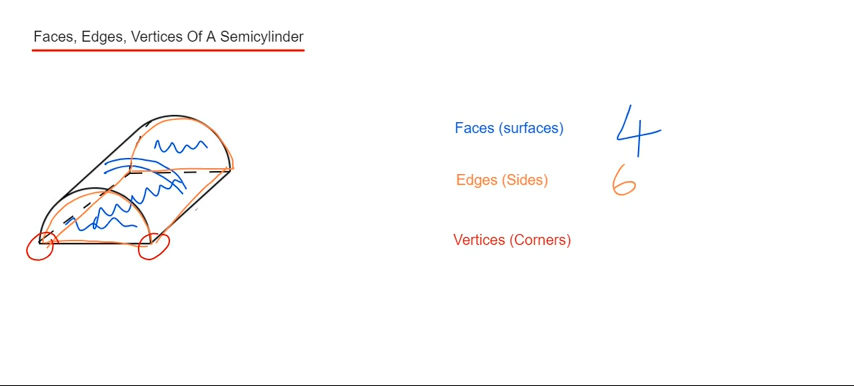 Faces, Edges, Vertices Of A Semicylinder
Faces (surfaces) 4
Edges (Sides) 6
Vertices (Corners)